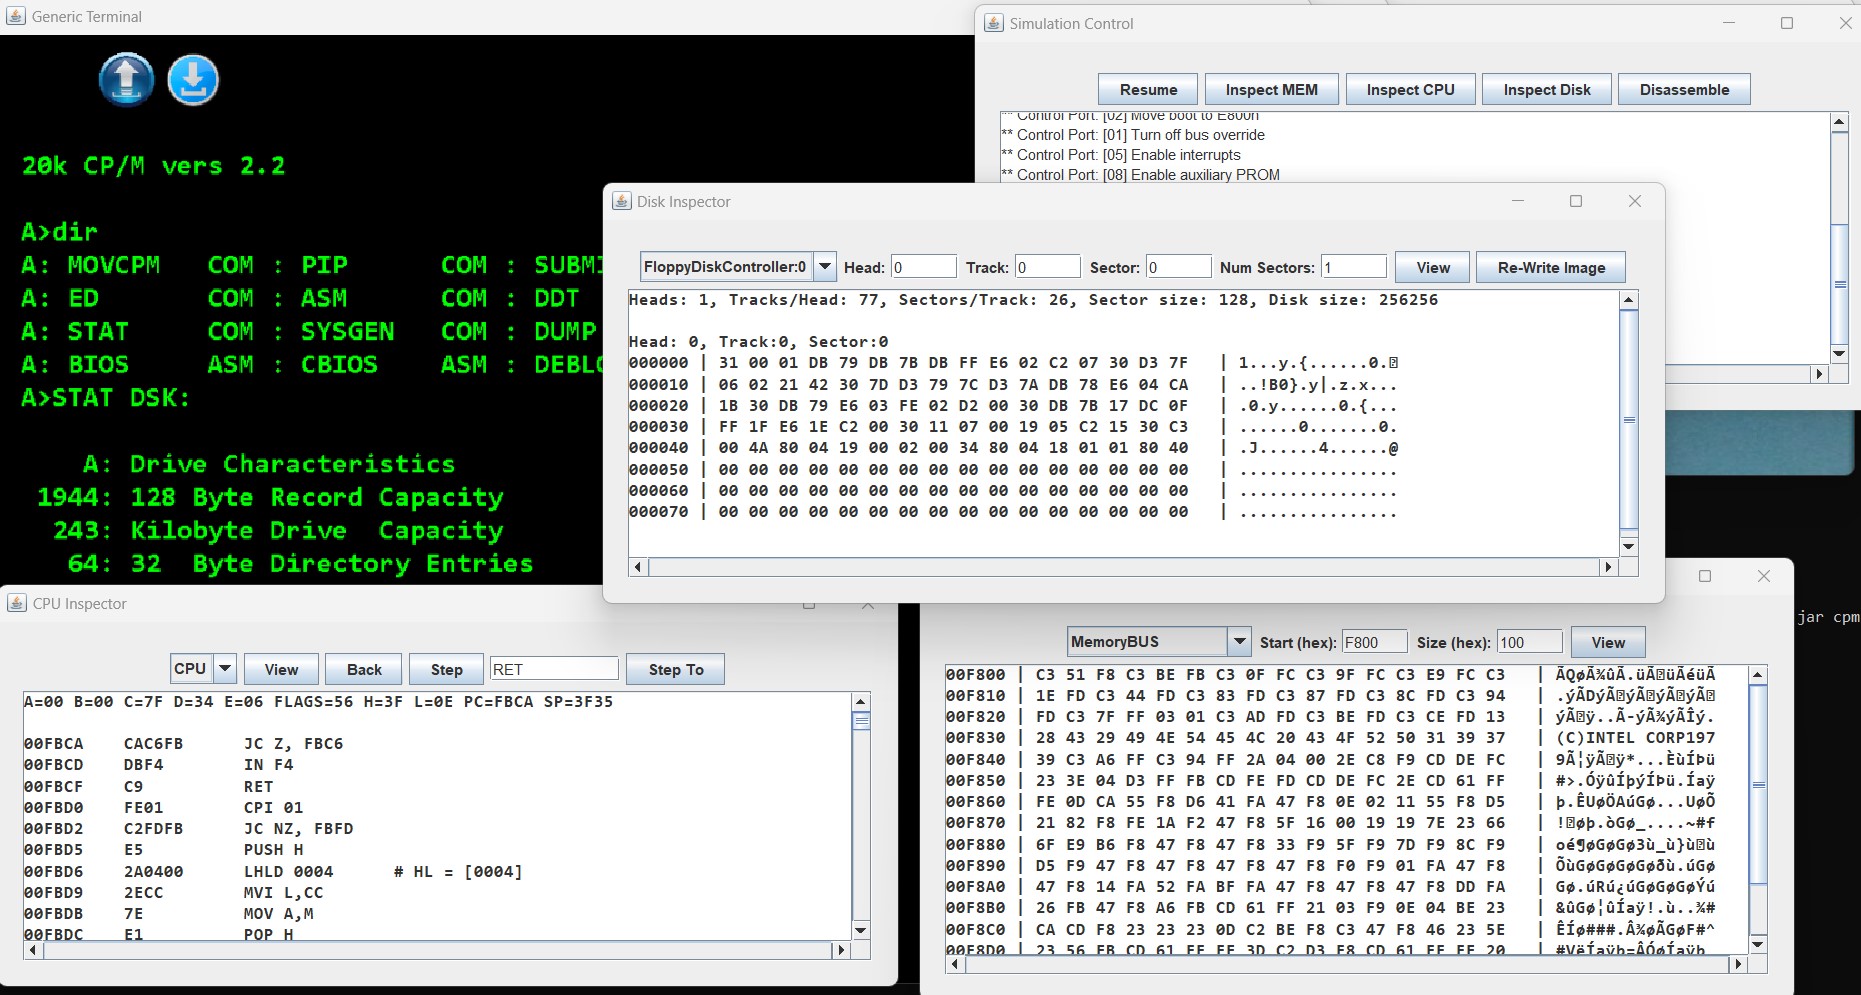 Generic Terminal
20k CP/M vers 2.2
A>dir
A: MOVCPM COM : PIP COM : SUBMI
A: ED COM : ASM COM : DDT
A: STAT COM : SYSGEN COM : DUMP
A: BIOS ASM : CBIOS ASM : DEBLO
A>STAT DSK:
A: Drive Characteristics
1944: 128 Byte Record Capacity
243: Kilobyte Drive Capacity
64: 32 Byte Directory Entries
Simulation Control
Resume Inspect MEM Inspect CPU Inspect Disk Disassemble
** Control Port: [02] Move boot to E800h
** Control Port: [01] Turn off bus override
** Control Port: [05] Enable interrupts
** Control Port: [08] Enable auxiliary PROM
Disk Inspector
FloppyDiskController:0 Head: 0 Track: 0 Sector: 0 Num Sectors: 1 View Re-Write Image
Heads: 1, Tracks/Head: 77, Sectors/Track: 26, Sector size: 128, Disk size: 256256
Head: 0, Track:0, Sector:0
000000 | 31 00 01 DB 79 DB 7B DB FF E6 02 C2 07 30 D3 7F | 1...y.{......0.
000010 | 06 02 21 42 30 7D D3 79 7C D3 7A DB 78 E6 04 CA | ..!B0}.y|.z.x...
000020 | 1B 30 DB 79 E6 03 FE 02 D2 00 30 DB 7B 17 DC 0F | .0.y......0.{...
000030 | FF 1F E6 1E C2 00 30 11 07 00 19 05 C2 15 30 C3 | ......0.......0.
000040 | 00 4A 80 04 19 00 02 00 34 80 04 18 01 01 80 40 | .J......4......@
000050 | 00 00 00 00 00 00 00 00 00 00 00 00 00 00 00 00 | ................
000060 | 00 00 00 00 00 00 00 00 00 00 00 00 00 00 00 00 | ................
000070 | 00 00 00 00 00 00 00 00 00 00 00 00 00 00 00 00 | ................
jar cpm
CPU Inspector
CPU View Back Step RET Step To
A=00 B=00 C=7F D=34 E=06 FLAGS=56 H=3F L=0E PC=FBCA SP=3F35
00FBCA CAC6FB JC Z, FBC6
00FBCD DBF4 IN F4
00FBCF C9 RET
00FBD0 FE01 CPI 01
00FBD2 C2FDFB JC NZ, FBFD
00FBD5 E5 PUSH H
00FBD6 2A0400 LHLD 0004 # HL = [0004]
00FBD9 2ECC MVI L,CC
00FBDB 7E MOV A,M
00FBDC E1 POP H
MemoryBUS Start (hex): F800 Size (hex): 100 View
00F800 | C3 51 F8 C3 BE FB C3 0F FC C3 9F FC C3 E9 FC C3 | ÃQøÃ¾ûÃ.üÃüÃéüÃ
00F810 | 1E FD C3 44 FD C3 83 FD C3 87 FD C3 8C FD C3 94 | .ýÃDýÃýÃýÃýÃ
00F820 | FD C3 7F FF 03 01 C3 AD FD C3 BE FD C3 CE FD 13 | ýÃÿ..Ã-ýÃ¾ýÃÎý.
00F830 | 28 43 29 49 4E 54 45 4C 20 43 4F 52 50 31 39 37 | (C)INTEL CORP197
00F840 | 39 C3 A6 FF C3 94 FF 2A 04 00 2E C8 F9 CD DE FC | 9Ã¦ÿÃÿ*...ÈùÍÞü
00F850 | 23 3E 04 D3 FF FB CD FE FD CD DE FC 2E CD 61 FF | #>.ÓÿûÍþýÍÞü.Íaÿ
00F860 | FE 0D CA 55 F8 D6 41 FA 47 F8 0E 02 11 55 F8 D5 | þ.ÊUøÖAúGø...UøÕ
00F870 | 21 82 F8 FE 1A F2 47 F8 5F 16 00 19 19 7E 23 66 | !øþ.òGø_....~#f
00F880 | 6F E9 B6 F8 47 F8 47 F8 33 F9 5F F9 7D F9 8C F9 | oé¶øGøGø3ù_ù}ùù
00F890 | D5 F9 47 F8 47 F8 47 F8 47 F8 F0 F9 01 FA 47 F8 | ÕùGøGøGøGøðù.úGø
00F8A0 | 47 F8 14 FA 52 FA BF FA 47 F8 47 F8 47 F8 DD FA | Gø.úRú¿úGøGøGøÝú
00F8B0 | 26 FB 47 F8 A6 FB CD 61 FF 21 03 F9 0E 04 BE 23 | &ûGø¦ûÍaÿ!.ù..¾#
00F8C0 | CA CD F8 23 23 23 0D C2 BE F8 C3 47 F8 46 23 5E | ÊÍø###.Â¾øÃGøF#^
00F8D0 | 23 56 EB CD 61 FF FE 3D C2 D3 F8 CD 61 FF FE 20 | #VëÍaÿþ=ÂÓøÍaÿþ